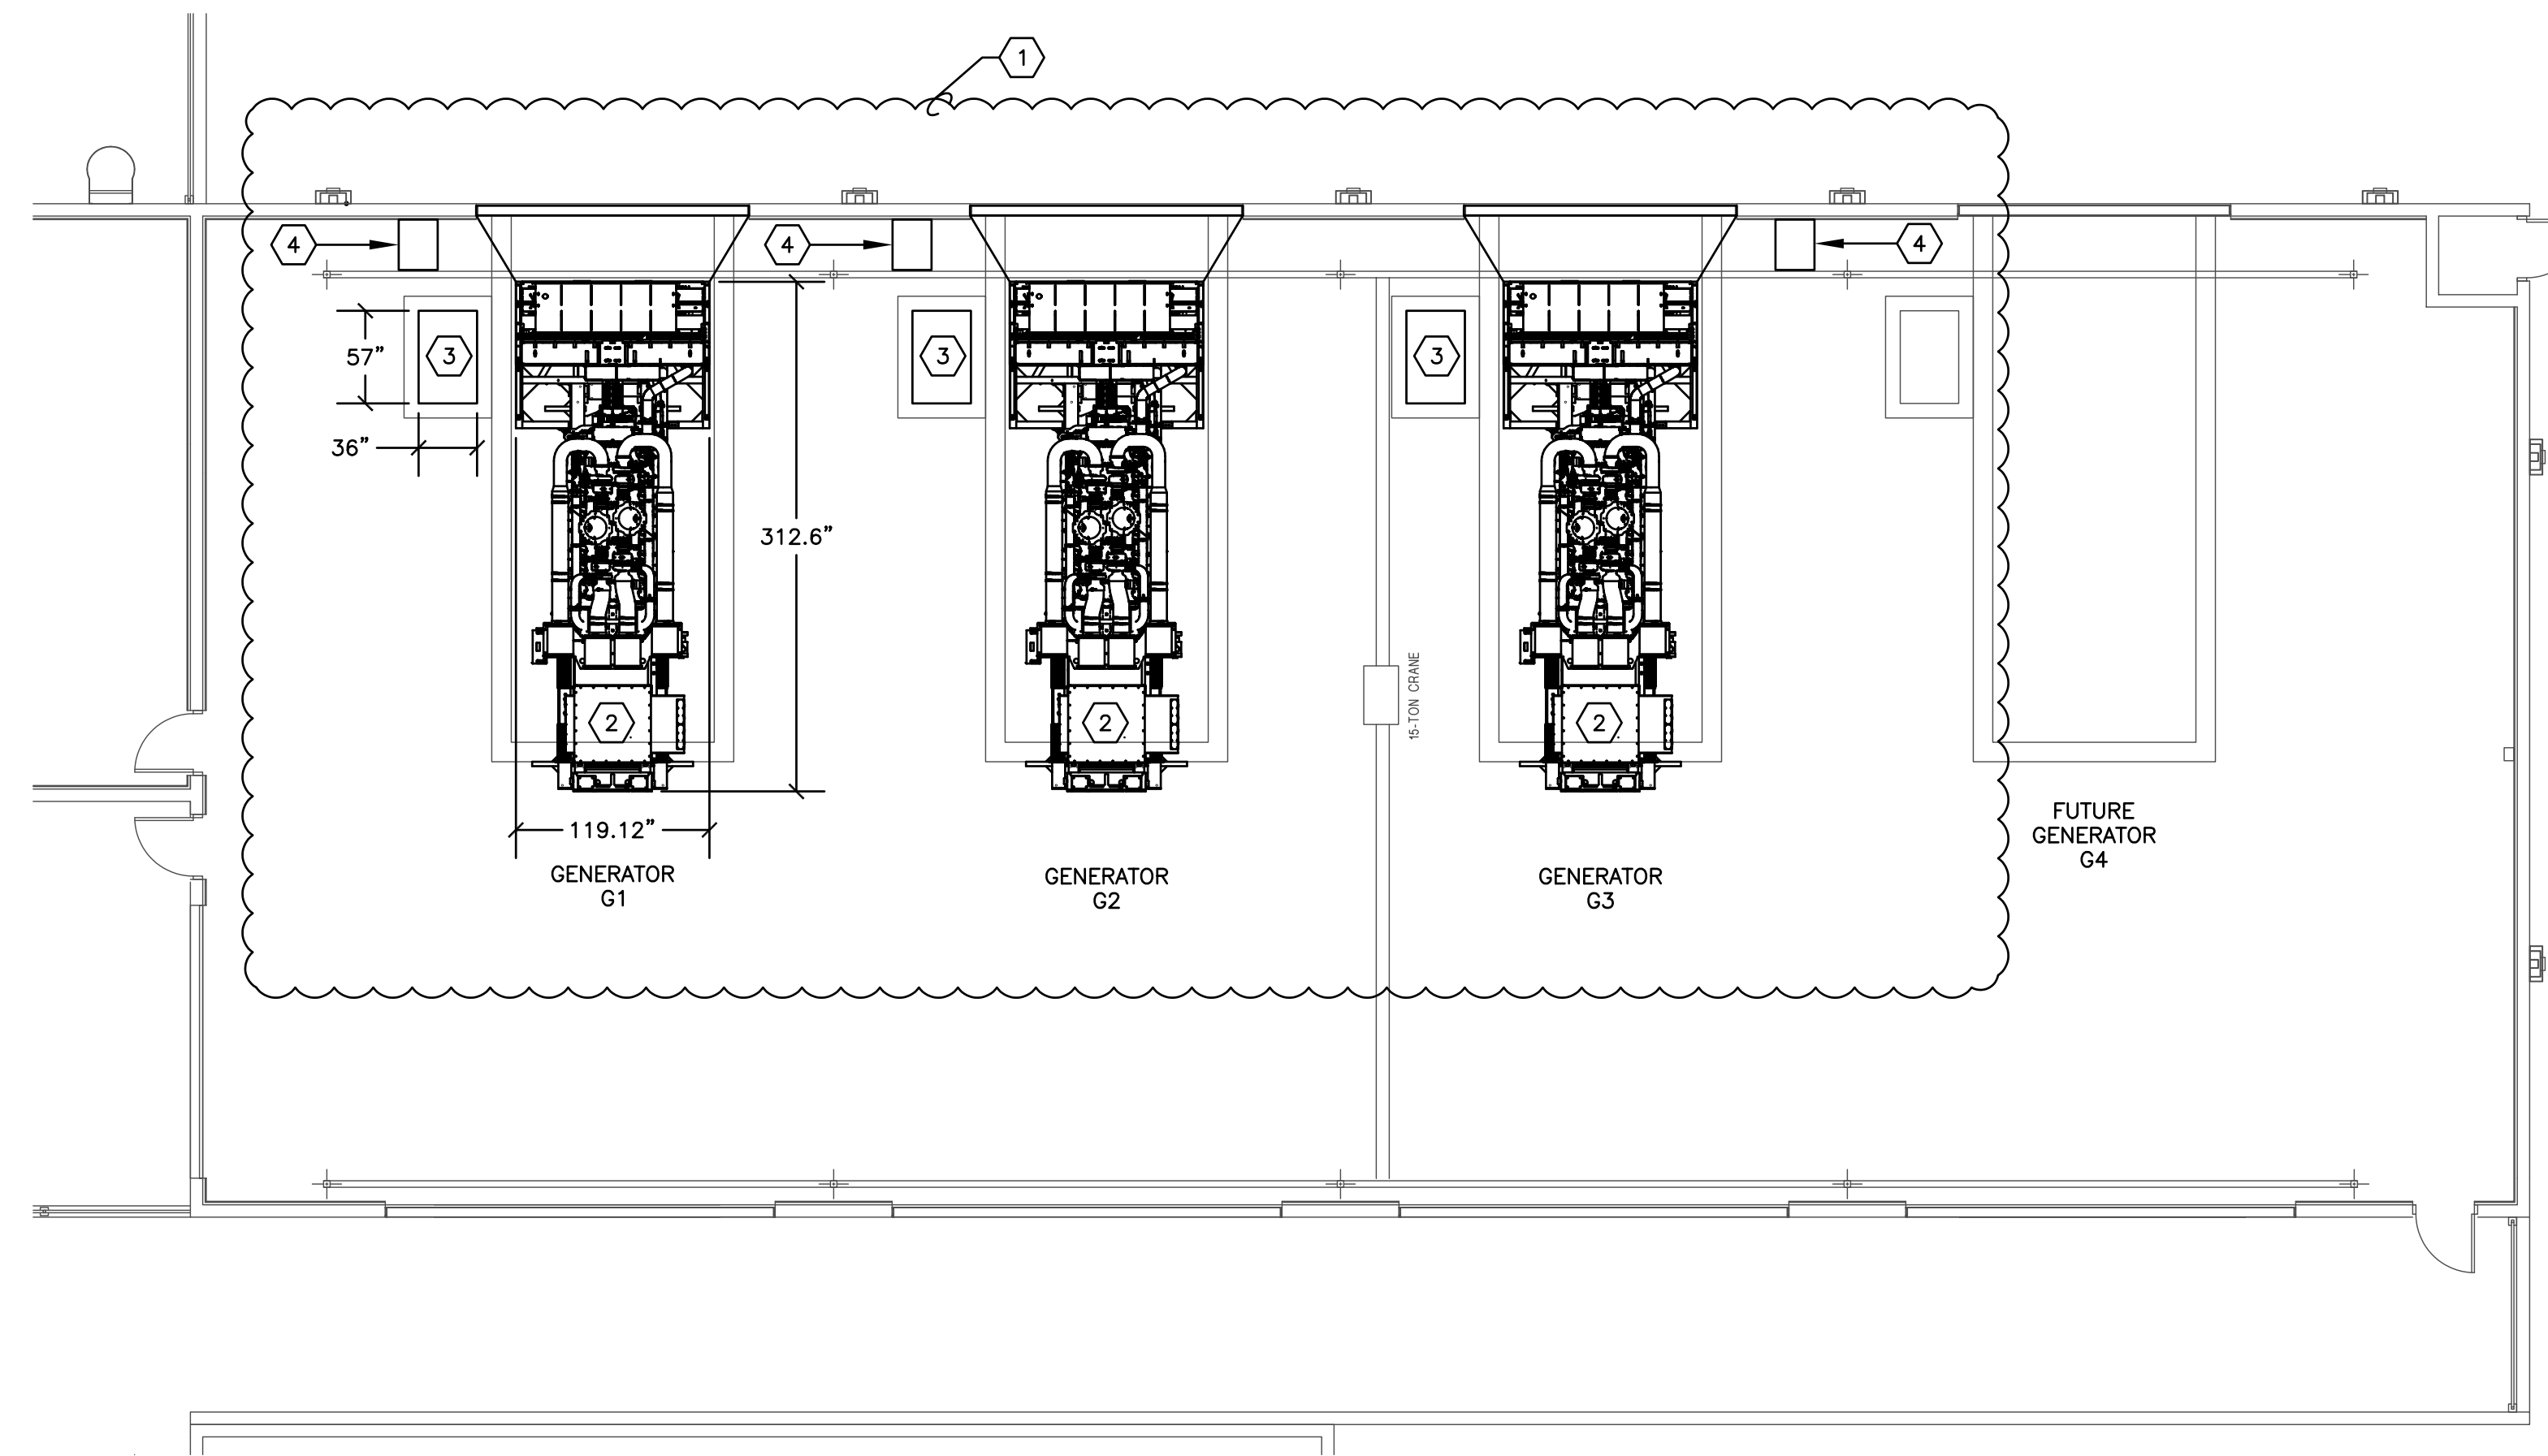 1
4
4
4
57”
3
3
3
36”
312.6”
15-TON CRANE
2
2
2
119.12”
FUTURE
GENERATOR
G4
GENERATOR
G1
GENERATOR
G2
GENERATOR
G3